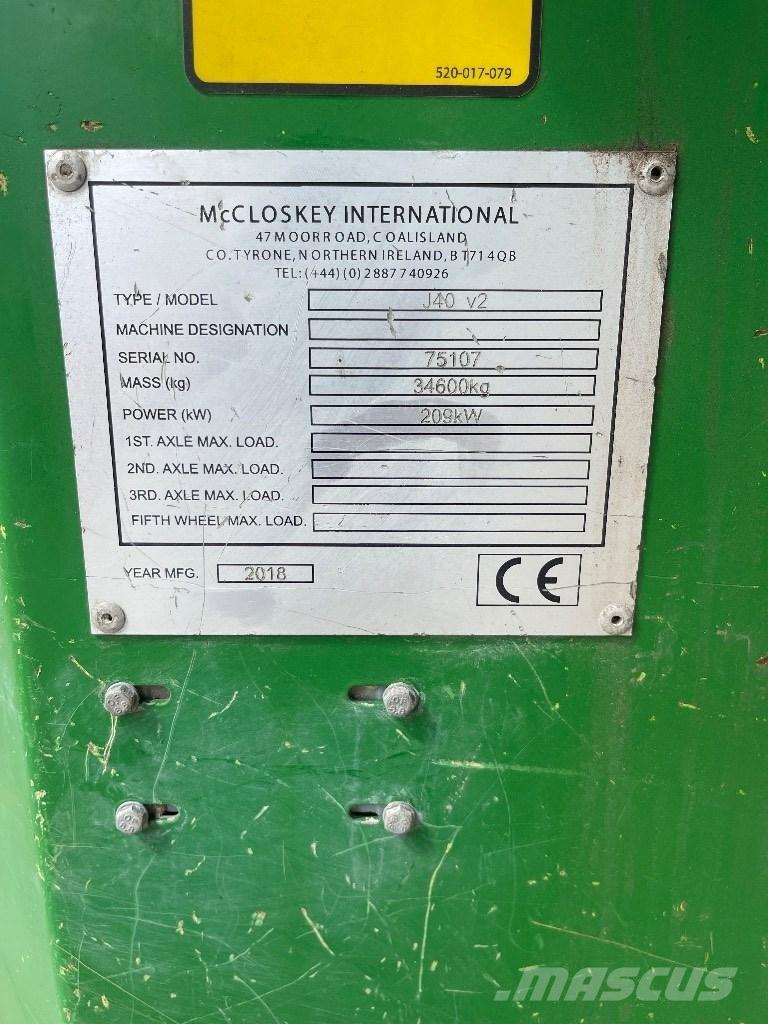 520-017-079
McCLOSKEY INTERNATIONAL
47 MOOR ROAD, COALISLAND,
CO. TYRONE, NORTHERN IRELAND, BT71 4QB
TEL: (+44) (0) 2887 740926
TYPE / MODEL J40 v2
MACHINE DESIGNATION
SERIAL NO. 75107
MASS (kg) 34600kg
POWER (kW) 209kW
1ST. AXLE MAX. LOAD.
2ND. AXLE MAX. LOAD.
3RD. AXLE MAX. LOAD.
FIFTH WHEEL MAX. LOAD.
YEAR MFG. 2018
CE
MASCUS